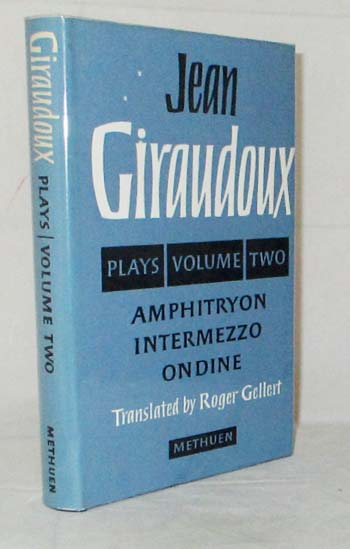 Giraudoux PLAYS | VOLUME TWO METHUEN
Jean
Giraudoux
PLAYS VOLUME TWO
AMPHITRYON
INTERMEZZO
ONDINE
Translated by Roger Gellert
METHUEN